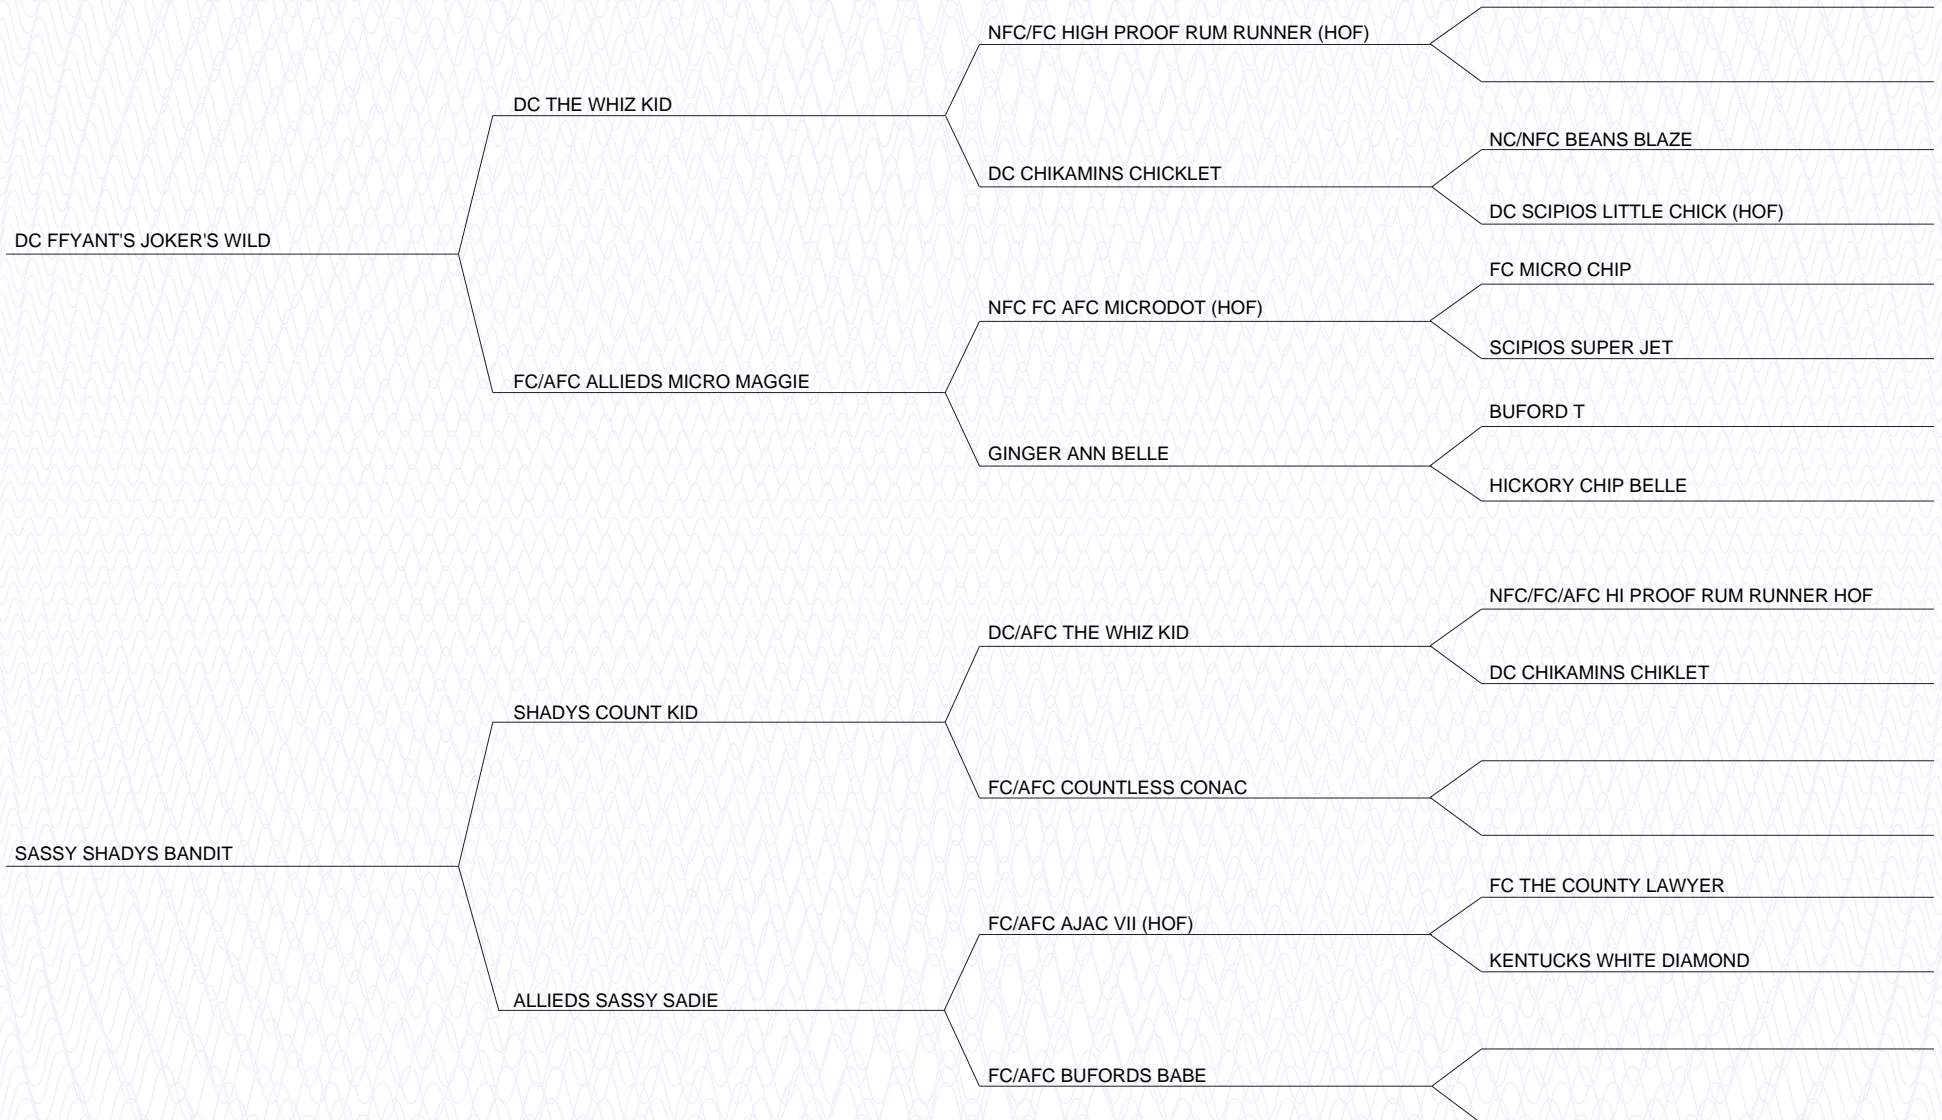 NFC/FC HIGH PROOF RUM RUNNER (HOF)
DC THE WHIZ KID
NC/NFC BEANS BLAZE
DC CHIKAMINS CHICKLET
DC SCIPIOS LITTLE CHICK (HOF)
DC FFYANT'S JOKER'S WILD
FC MICRO CHIP
NFC FC AFC MICRODOT (HOF)
SCIPIOS SUPER JET
FC/AFC ALLIEDS MICRO MAGGIE
BUFORD T
GINGER ANN BELLE
HICKORY CHIP BELLE
NFC/FC/AFC HI PROOF RUM RUNNER HOF
DC/AFC THE WHIZ KID
DC CHIKAMINS CHIKLET
SHADYS COUNT KID
FC/AFC COUNTLESS CONAC
SASSY SHADYS BANDIT
FC THE COUNTY LAWYER
FC/AFC AJAC VII (HOF)
KENTUCKS WHITE DIAMOND
ALLIEDS SASSY SADIE
FC/AFC BUFORDS BABE